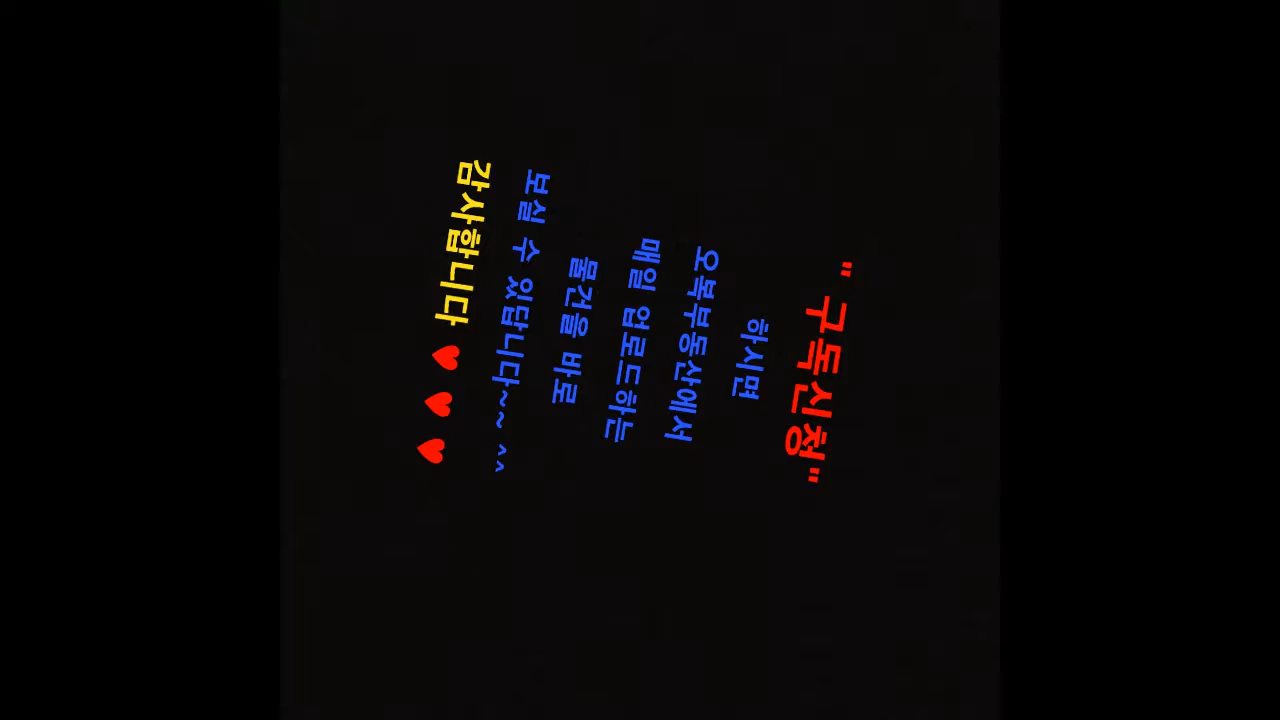 " 구독신청"
하시면
오복부동산에서
매일 업로드하는
물건을 바로
보실 수 있답니다~~ ^^
감사합니다 ♥ ♥ ♥